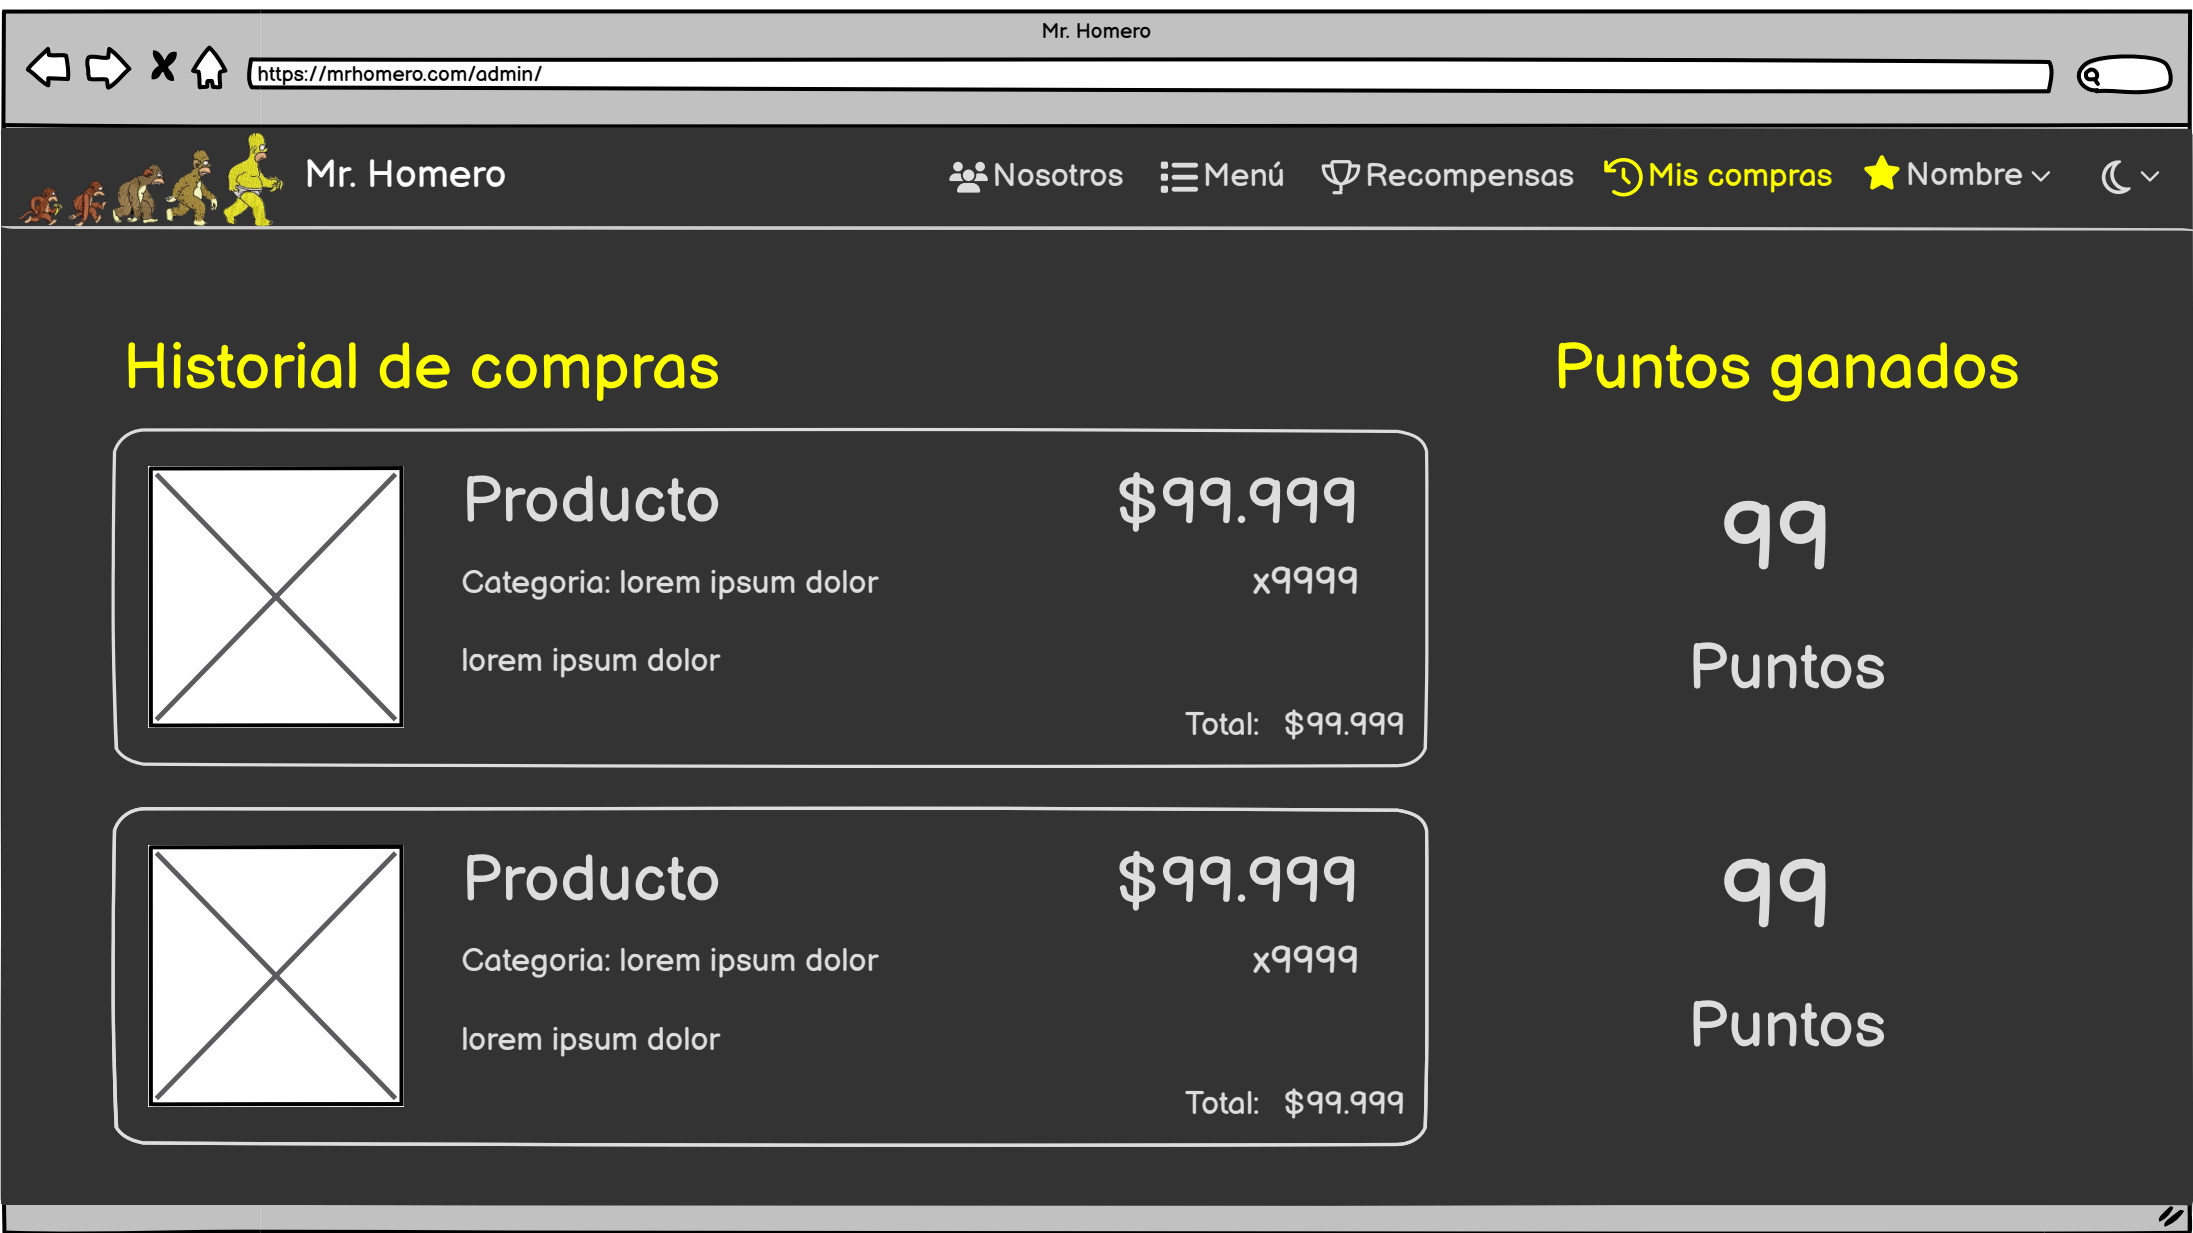 Mr. Homero
https://mrhomero.com/admin/
Mr. Homero Nosotros Menú Recompensas Mis compras Nombre
Historial de compras Puntos ganados
Producto $99.999
Categoria: lorem ipsum dolor x9999
lorem ipsum dolor
Total: $99.999
99
Puntos
Producto $99.999
Categoria: lorem ipsum dolor x9999
lorem ipsum dolor
Total: $99.999
99
Puntos